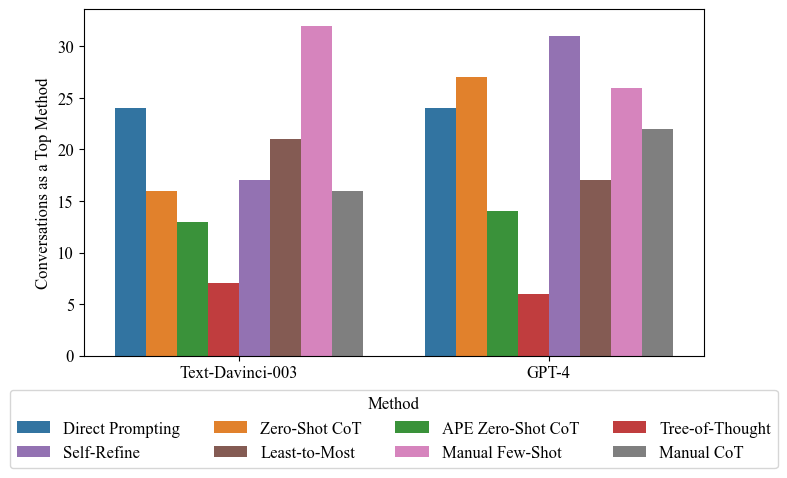 Conversations as a Top Method
30
25
20
15
10
5
0
Text-Davinci-003 GPT-4
Method
Direct Prompting Zero-Shot CoT APE Zero-Shot CoT Tree-of-Thought
Self-Refine Least-to-Most Manual Few-Shot Manual CoT